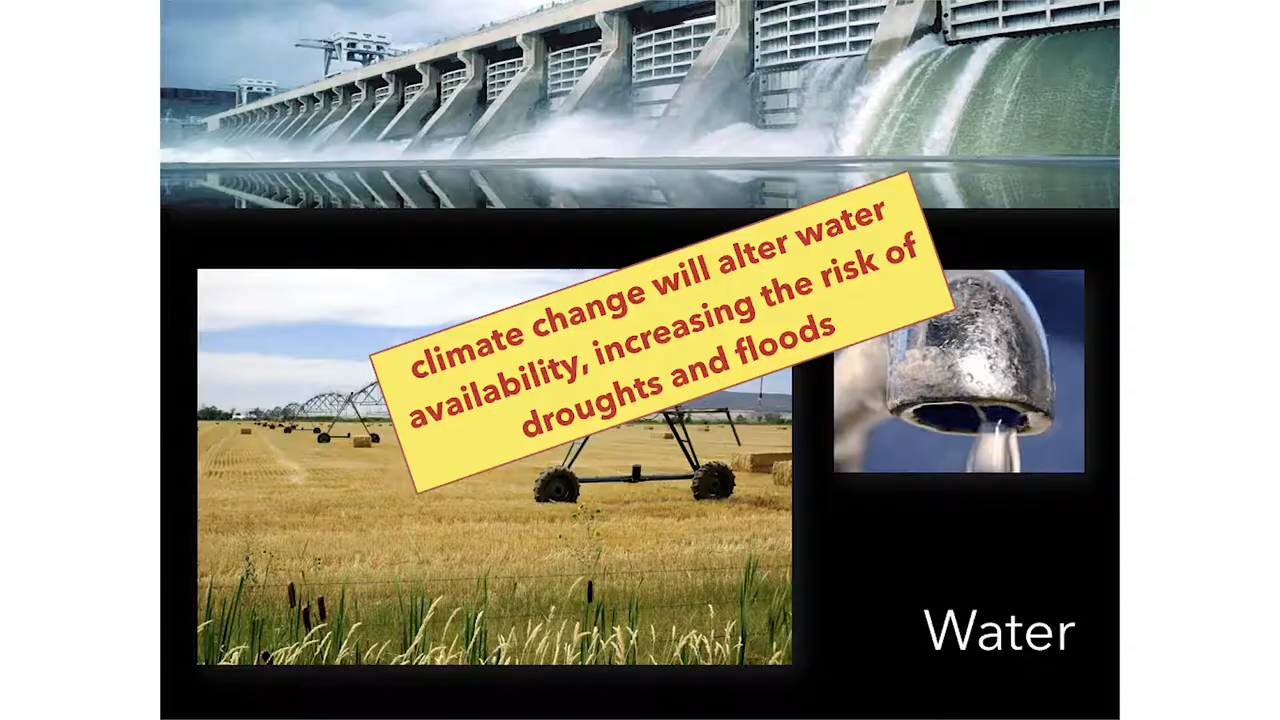 climate change will alter water
availability, increasing the risk of
droughts and floods
Water